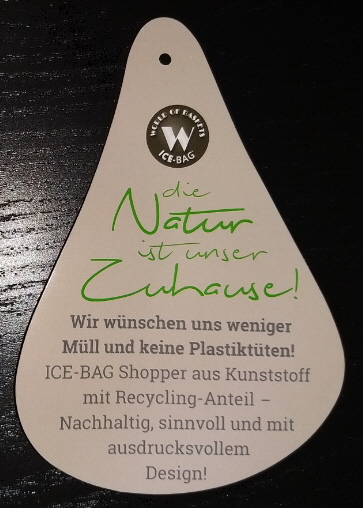 WORLD OF BASKETS
W
ICE-BAG
die
Natur
ist unser
Zuhause!
Wir wünschen uns weniger
Müll und keine Plastiktüten!
ICE-BAG Shopper aus Kunststoff
mit Recycling-Anteil –
Nachhaltig, sinnvoll und mit
ausdrucksvollem
Design!